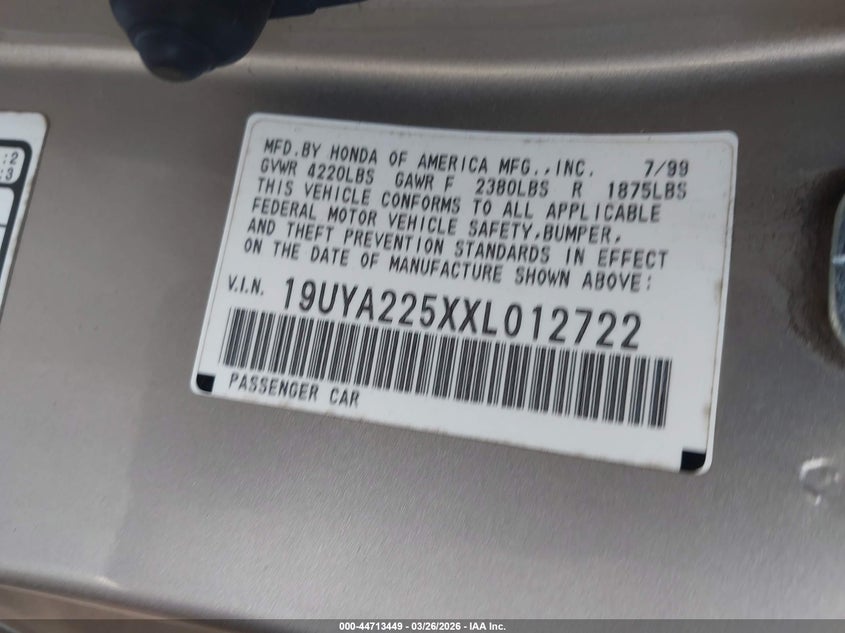 :2
:3
MFD.BY HONDA OF AMERICA MFG.,INC. 7/99
GVWR 4220LBS GAWR F 2380LBS R 1875LBS
THIS VEHICLE CONFORMS TO ALL APPLICABLE
FEDERAL MOTOR VEHICLE SAFETY,BUMPER,
AND THEFT PREVENTION STANDARDS IN EFFECT
ON THE DATE OF MANUFACTURE SHOWN ABOVE:
V.I.N. 19UYA225XXL012722
PASSENGER CAR
000-44713449 - 03/26/2026 - IAA Inc.